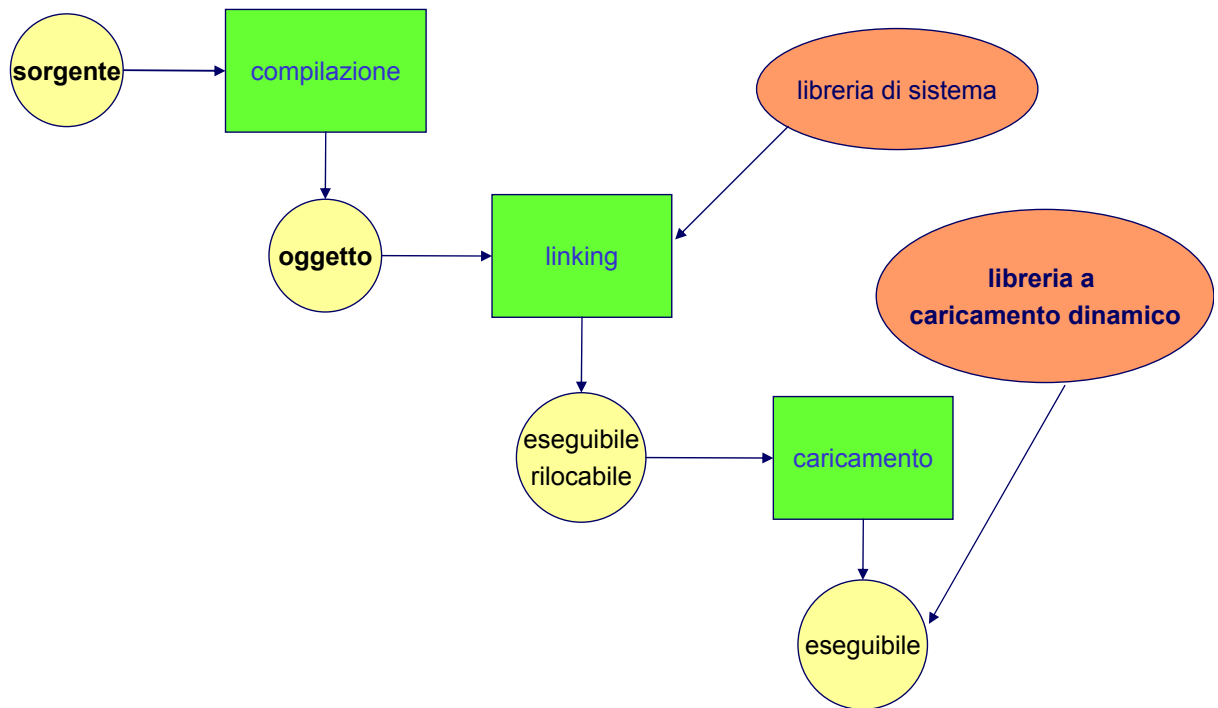 sorgente
compilazione
libreria di sistema
oggetto
linking
libreria a
caricamento dinamico
eseguibile
rilocabile
caricamento
eseguibile